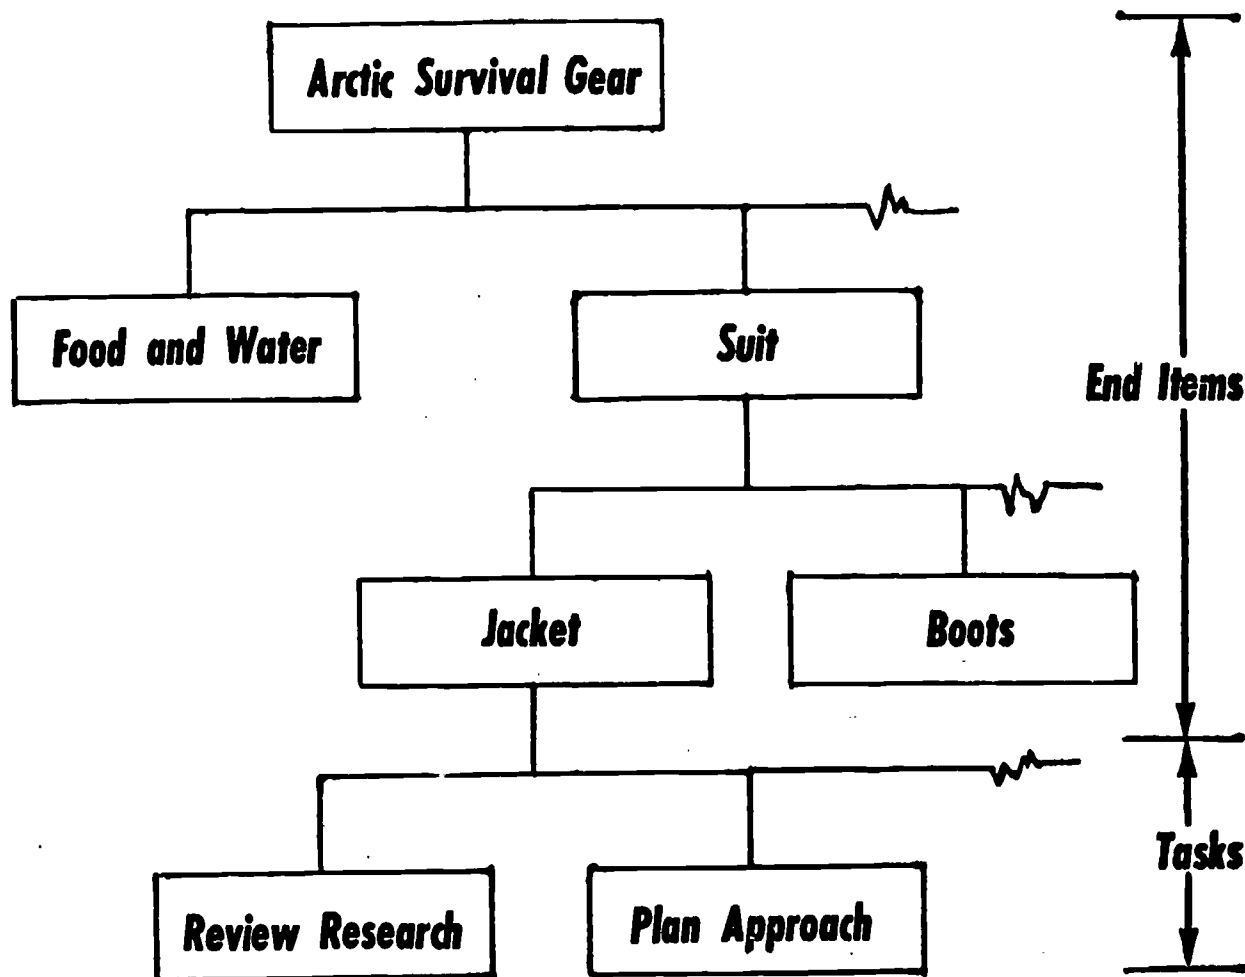 Arctic Survival Gear
Food and Water
Suit
End Items
Jacket
Boots
Tasks
Review Research
Plan Approach